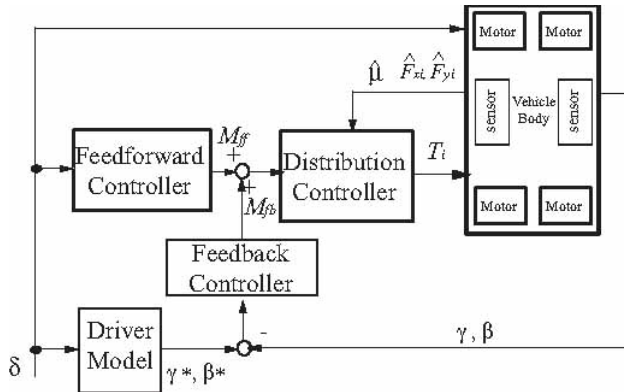 Motor
Motor
μ̂
F̂xi, F̂yi
sensor
Vehicle
Body
sensor
Mff
+
Feedforward
Controller
Distribution
Controller
Ti
+
Mfb
Motor
Motor
Feedback
Controller
-
Driver
Model
γ, β
δ
γ*, β*